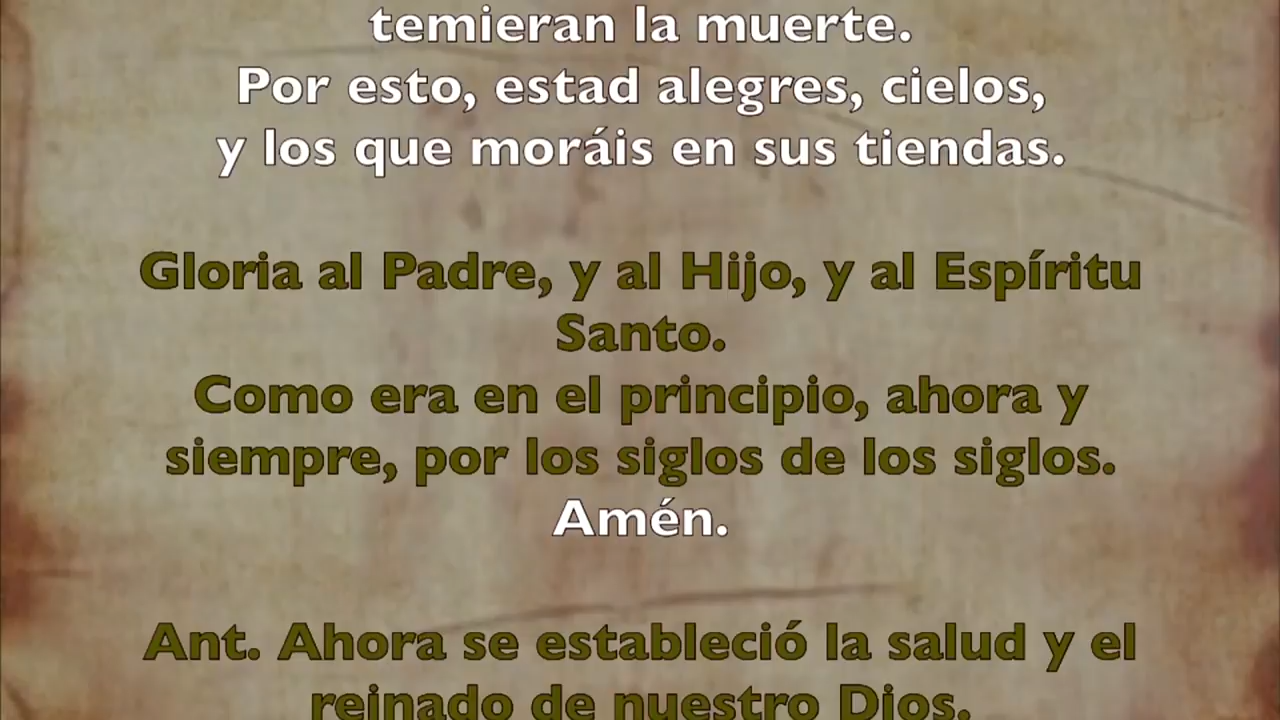 temieran la muerte.
Por esto, estad alegres, cielos,
y los que moráis en sus tiendas.
Gloria al Padre, y al Hijo, y al Espíritu
Santo.
Como era en el principio, ahora y
siempre, por los siglos de los siglos.
Amén.
Ant. Ahora se estableció la salud y el
reinado de nuestro Dios.